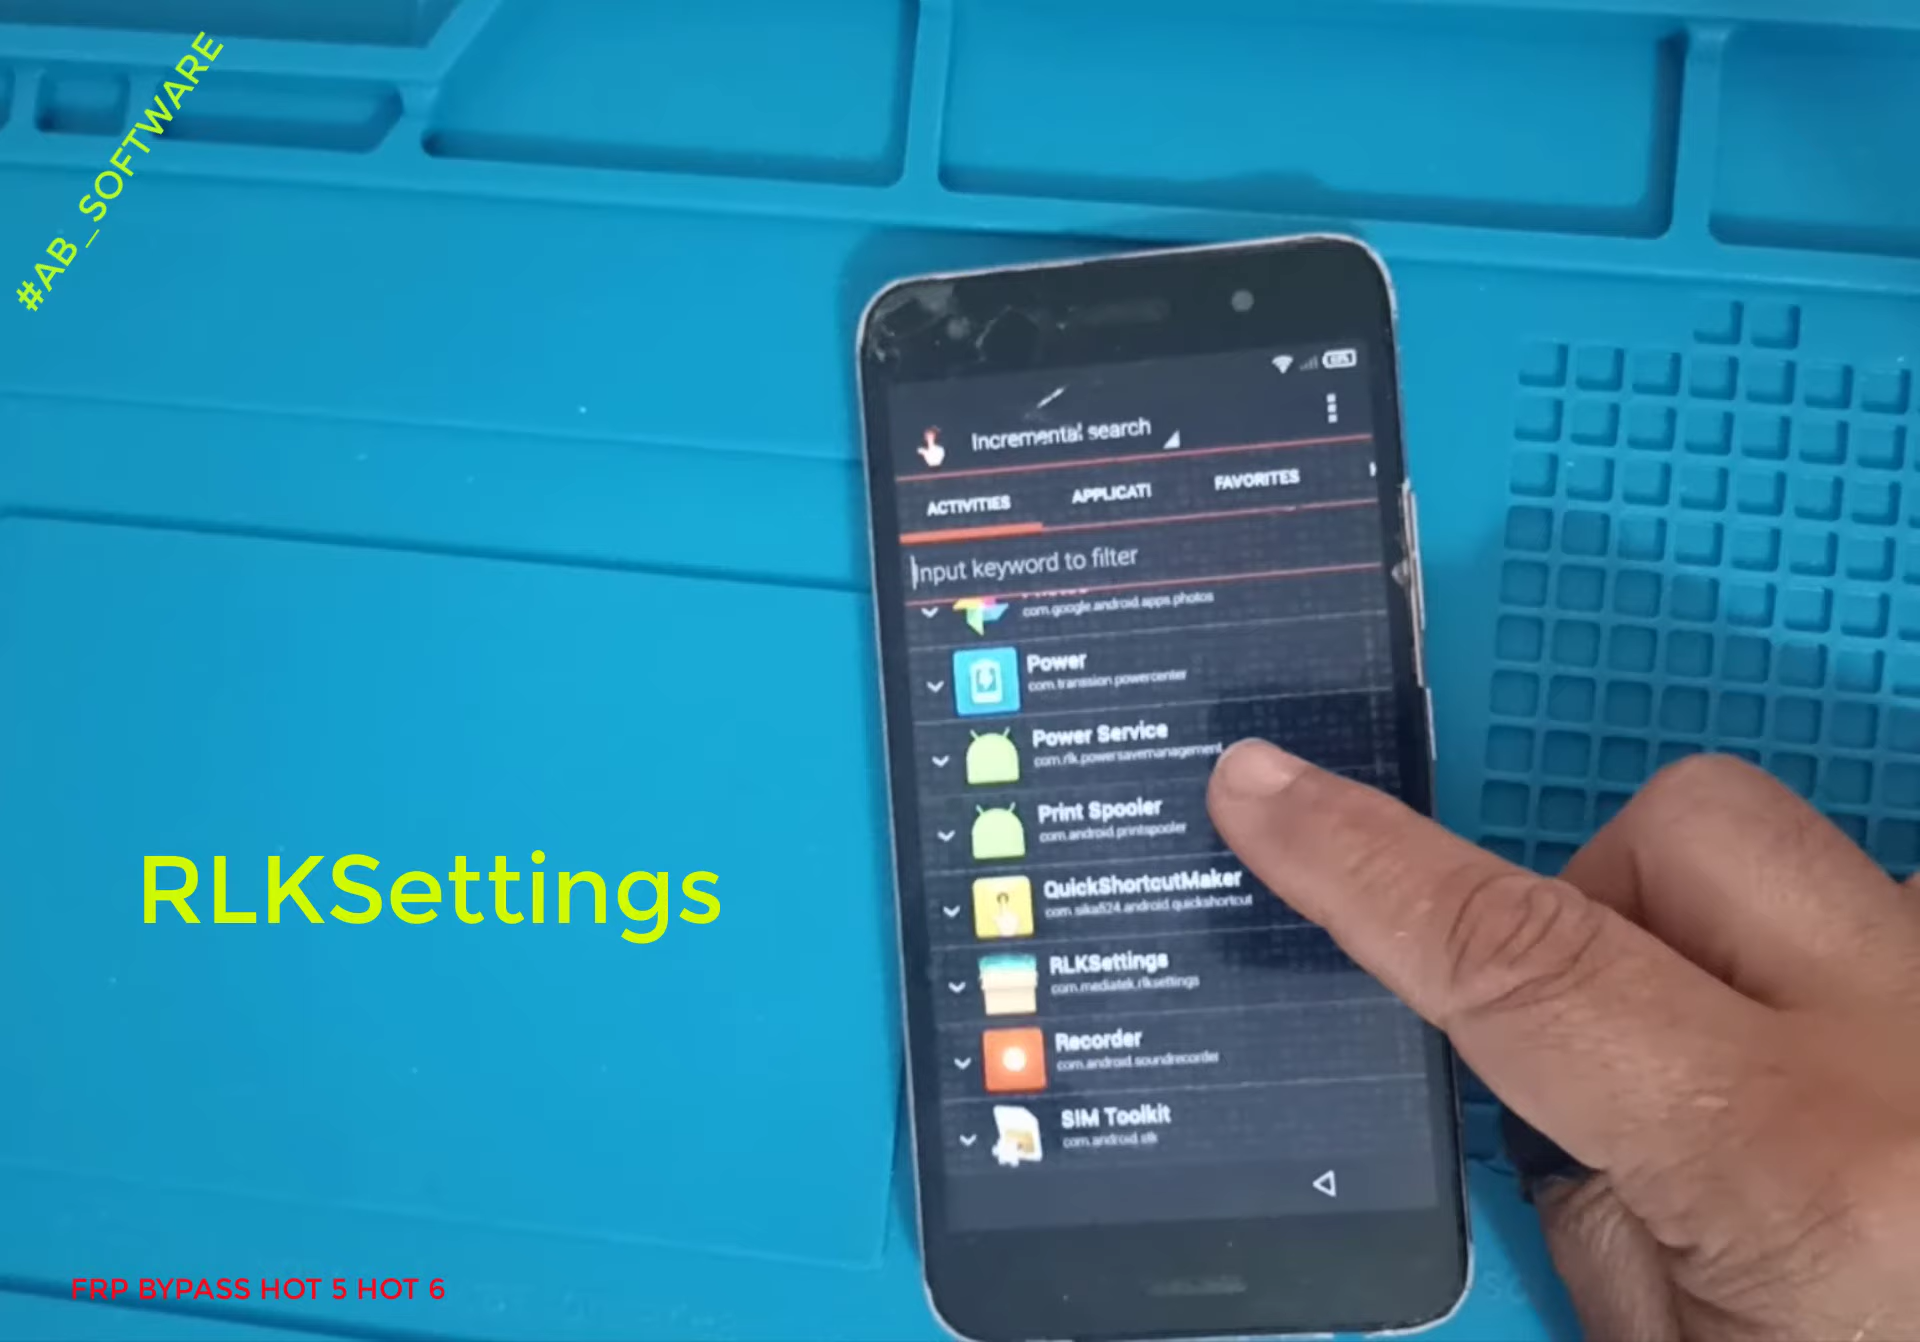 #AB_SOFTWARE
Incremental search
ACTIVITIES
APPLICATI
FAVORITES
Input keyword to filter
com.google.android.apps.photos
Power
com.transsion.powercenter
Power Service
com.rlk.powersavemanagement
Print Spooler
com.android.printspooler
QuickShortcutMaker
com.sika524.android.quickshortcut
RLKSettings
com.mediatek.rlksettings
Recorder
com.android.soundrecorder
SIM Toolkit
com.android.stk
RLKSettings
FRP BYPASS HOT 5 HOT 6